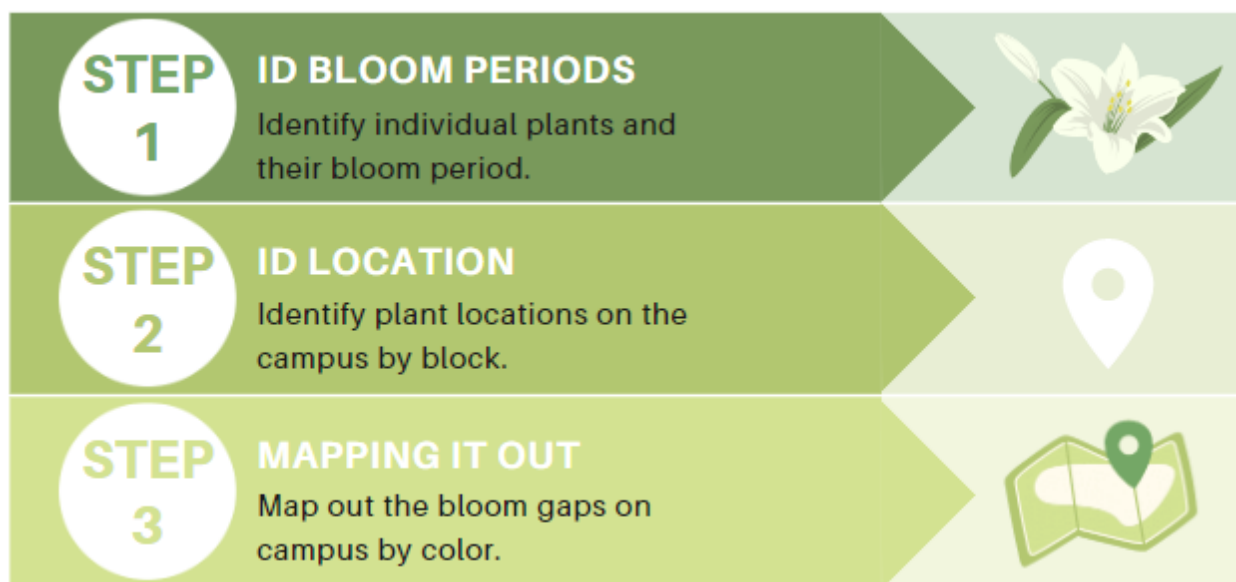 STEP
1
ID BLOOM PERIODS
Identify individual plants and
their bloom period.
STEP
2
ID LOCATION
Identify plant locations on the
campus by block.
STEP
3
MAPPING IT OUT
Map out the bloom gaps on
campus by color.